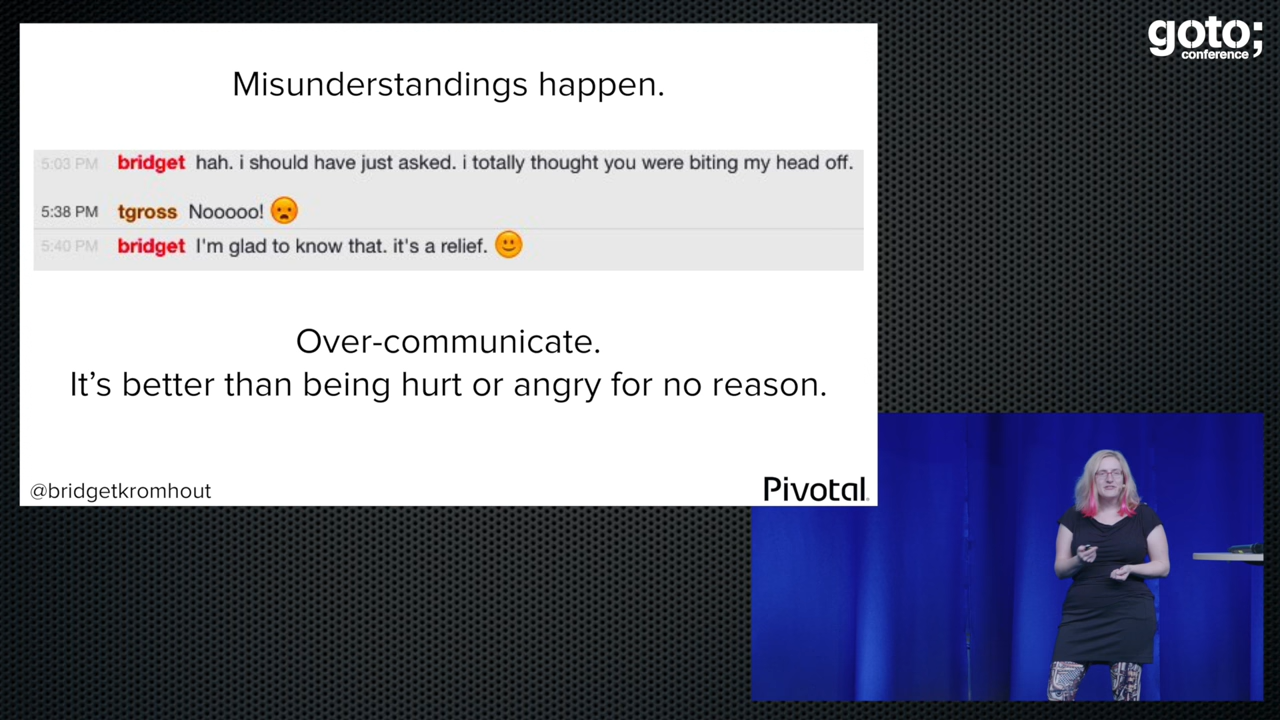 goto;
conference
Misunderstandings happen.
5:03 PM bridget hah. i should have just asked. i totally thought you were biting my head off.
5:38 PM tgross Nooooo!
5:40 PM bridget I'm glad to know that. it's a relief.
Over-communicate.
It’s better than being hurt or angry for no reason.
@bridgetkromhout
Pivotal